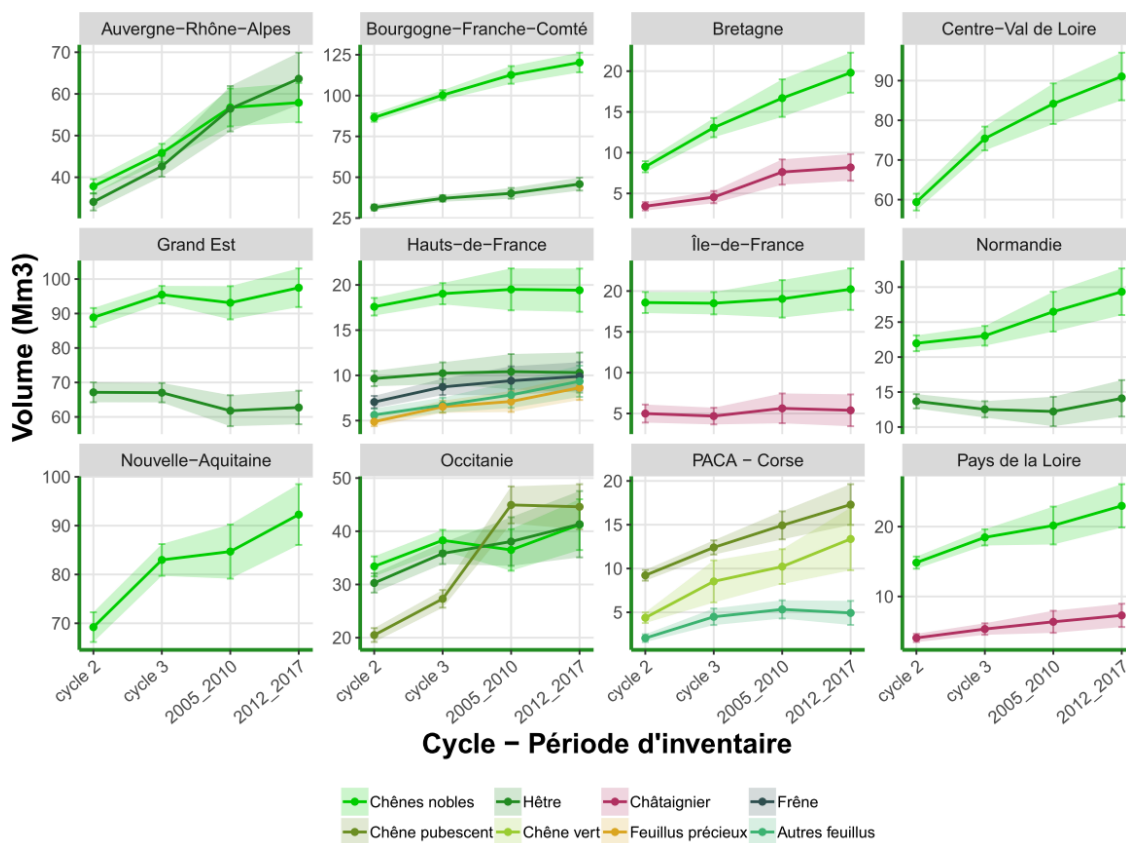 Auvergne−Rhône−Alpes
Bourgogne−Franche−Comté
Bretagne
Centre−Val de Loire
70
60
50
40
125
100
75
50
25
20
15
10
5
90
80
70
60
Grand Est
Hauts−de−France
Île−de−France
Normandie
100
90
80
70
60
20
15
10
5
20
15
10
5
30
25
20
15
10
Nouvelle−Aquitaine
Occitanie
PACA − Corse
Pays de la Loire
100
90
80
70
50
40
30
20
20
15
10
5
20
10
Volume (Mm3)
cycle 2
cycle 3
2005_2010
2012_2017
cycle 2
cycle 3
2005_2010
2012_2017
cycle 2
cycle 3
2005_2010
2012_2017
cycle 2
cycle 3
2005_2010
2012_2017
Cycle − Période d'inventaire
Chênes nobles
Hêtre
Châtaignier
Frêne
Chêne pubescent
Chêne vert
Feuillus précieux
Autres feuillus